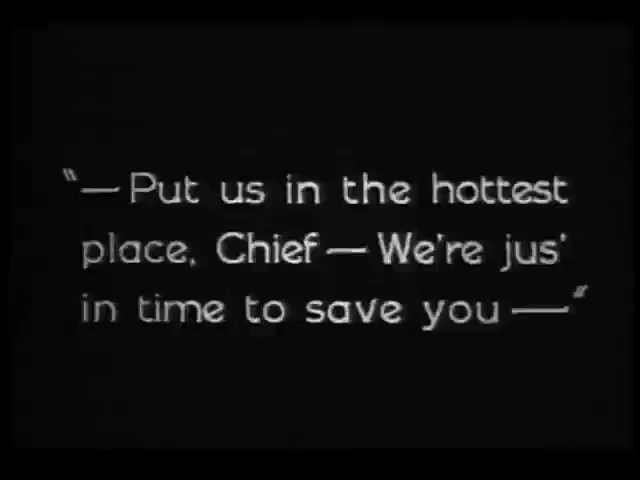 "—Put us in the hottest
place, Chief — We're jus'
in time to save you —"